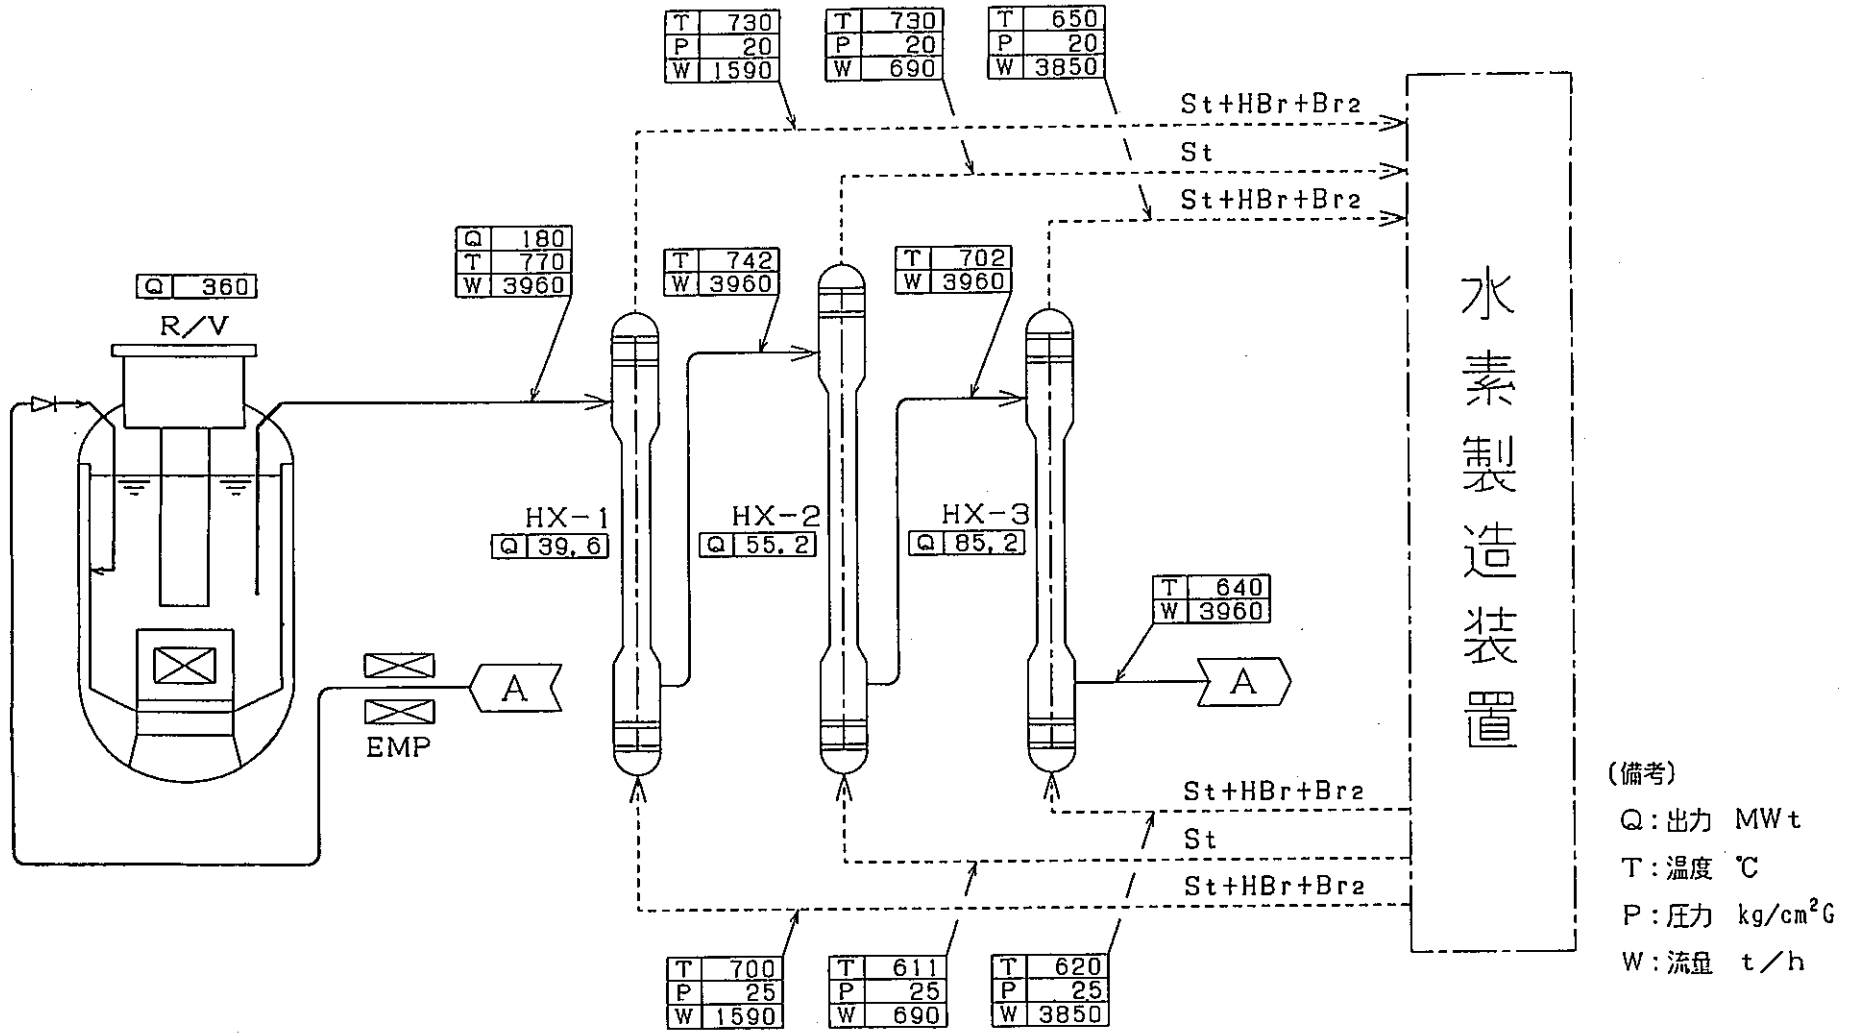 T 730
P 20
W 1590
T 730
P 20
W 690
T 650
P 20
W 3850
St+HBr+Br2
St
St+HBr+Br2
Q 180
T 770
W 3960
T 742
W 3960
T 702
W 3960
Q 360
R/V
水素製造装置
HX-1
Q 39.6
HX-2
Q 55.2
HX-3
Q 85.2
T 640
W 3960
A
A
EMP
St+HBr+Br2
St
St+HBr+Br2
T 700
P 25
W 1590
T 611
P 25
W 690
T 620
P 25
W 3850
(備考)
Q:出力 MWt
T:温度 ℃
P:圧力 kg/cm²G
W:流量 t/h